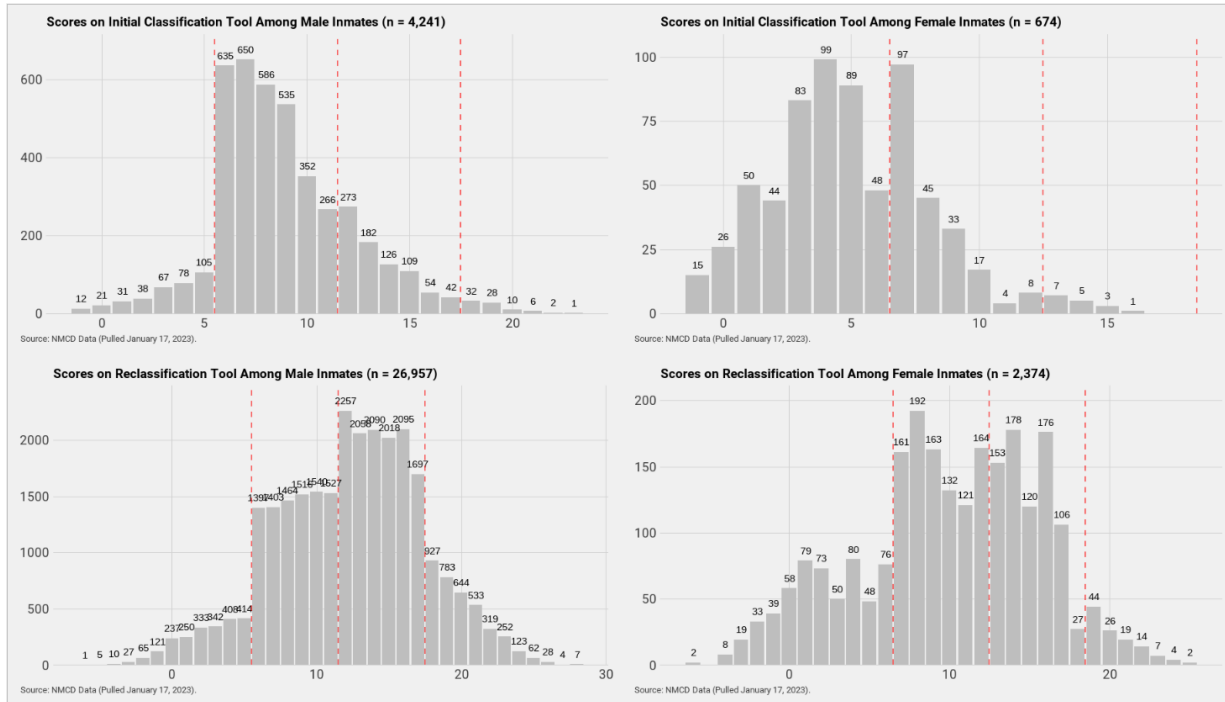 Scores on Initial Classification Tool Among Male Inmates (n = 4,241)
600
400
200
0
12 21 31 38 67 78 105 635 650 586 535 352 266 273 182 126 109 54 42 32 28 10 6 2 1
0 5 10 15 20
Source: NMCD Data (Pulled January 17, 2023).
Scores on Initial Classification Tool Among Female Inmates (n = 674)
100
75
50
25
0
15 26 50 44 83 99 89 48 97 45 33 17 4 8 7 5 3 1
0 5 10 15
Source: NMCD Data (Pulled January 17, 2023).
Scores on Reclassification Tool Among Male Inmates (n = 26,957)
2000
1500
1000
500
0
1 5 10 27 65 121 237 250 333 342 408 414 1397 1403 1464 1516 1540 1527 2257 2058 2090 2018 2095 1697 927 783 644 533 319 252 123 62 28 4 7
0 10 20 30
Source: NMCD Data (Pulled January 17, 2023).
Scores on Reclassification Tool Among Female Inmates (n = 2,374)
200
150
100
50
0
2 8 19 33 39 58 79 73 50 80 48 76 161 192 163 132 121 164 153 178 120 176 106 27 44 26 19 14 7 4 2
0 10 20
Source: NMCD Data (Pulled January 17, 2023).